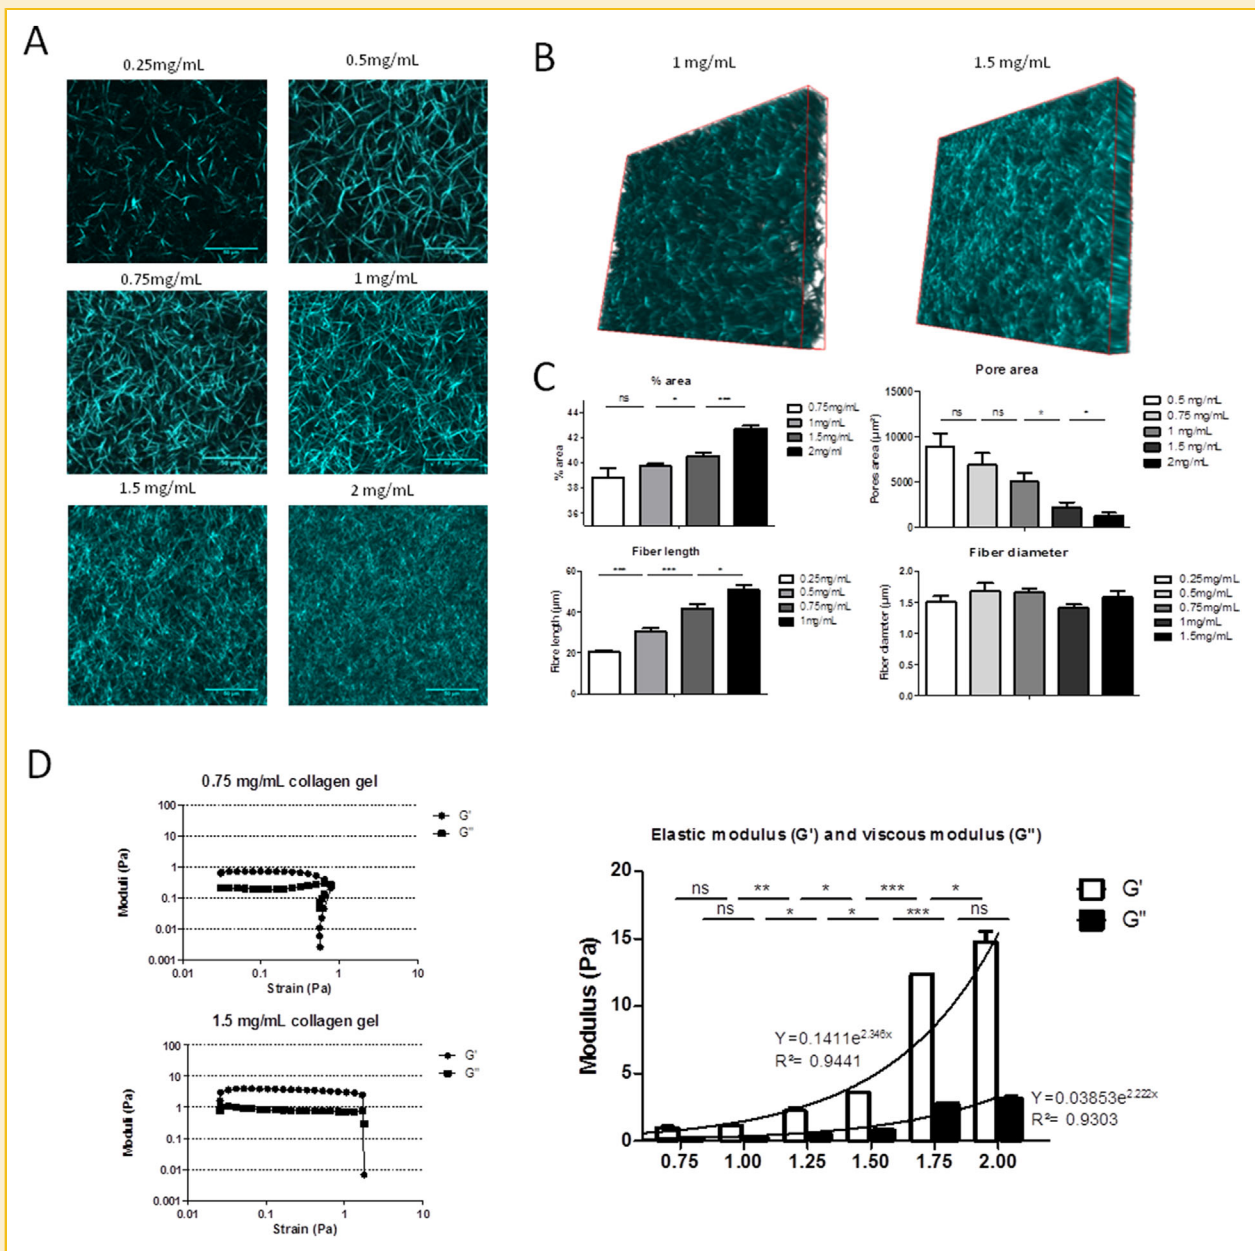 A
0.25mg/mL
0.5mg/mL
0.75mg/mL
1 mg/mL
1.5 mg/mL
2 mg/mL
B
1 mg/mL
1.5 mg/mL
C
% area
ns
*
***
% area
44
42
40
38
36
0.75mg/mL
1mg/mL
1.5mg/mL
2mg/ml
Pore area
ns
ns
*
*
Pores area (µm²)
15000
10000
5000
0
0.5 mg/mL
0.75 mg/mL
1 mg/mL
1.5 mg/mL
2mg/mL
Fiber length
***
***
*
Fibre length (µm)
60
40
20
0
0.25mg/mL
0.5mg/mL
0.75mg/mL
1mg/mL
Fiber diameter
Fiber diameter (µm)
2.0
1.5
1.0
0.5
0.0
0.25mg/mL
0.5mg/mL
0.75mg/mL
1mg/mL
1.5mg/mL
D
0.75 mg/mL collagen gel
Moduli (Pa)
100
10
1
0.1
0.01
0.001
0.01
0.1
1
10
Strain (Pa)
G'
G''
1.5 mg/mL collagen gel
Moduli (Pa)
100
10
1
0.1
0.01
0.001
0.01
0.1
1
10
Strain (Pa)
G'
G''
Elastic modulus (G') and viscous modulus (G'')
ns
**
*
***
*
ns
*
*
***
ns
G'
G''
Modulus (Pa)
20
15
10
5
0
Y=0.1411e^2.346x
R²= 0.9441
Y=0.03853e^2.222x
R²= 0.9303
0.75
1.00
1.25
1.50
1.75
2.00